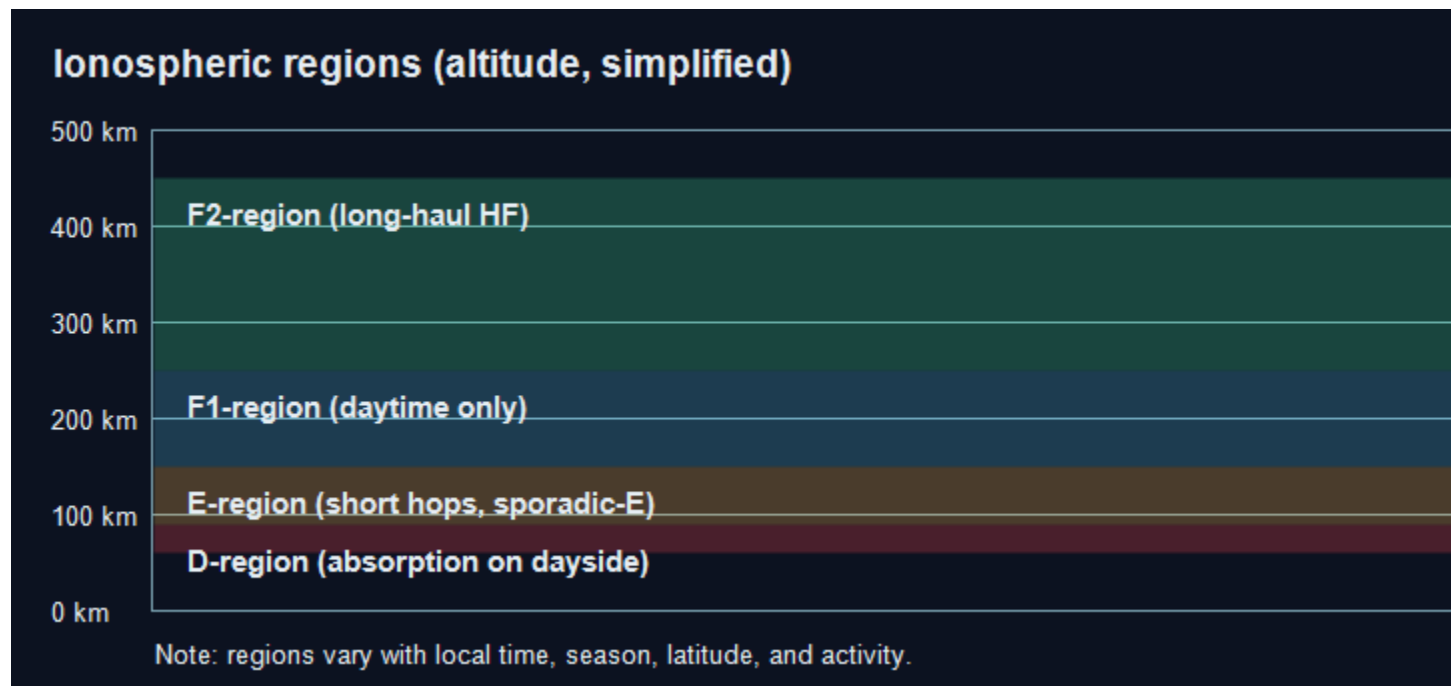 Ionospheric regions (altitude, simplified)
500 km
F2-region (long-haul HF)
400 km
300 km
F1-region (daytime only)
200 km
E-region (short hops, sporadic-E)
100 km
D-region (absorption on dayside)
0 km
Note: regions vary with local time, season, latitude, and activity.